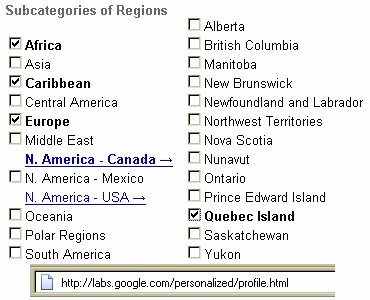 Subcategories of Regions
Africa
Asia
Caribbean
Central America
Europe
Middle East
N. America - Canada →
N. America - Mexico
N. America - USA →
Oceania
Polar Regions
South America
Alberta
British Columbia
Manitoba
New Brunswick
Newfoundland and Labrador
Northwest Territories
Nova Scotia
Nunavut
Ontario
Prince Edward Island
Quebec Island
Saskatchewan
Yukon
http://labs.google.com/personalized/profile.html